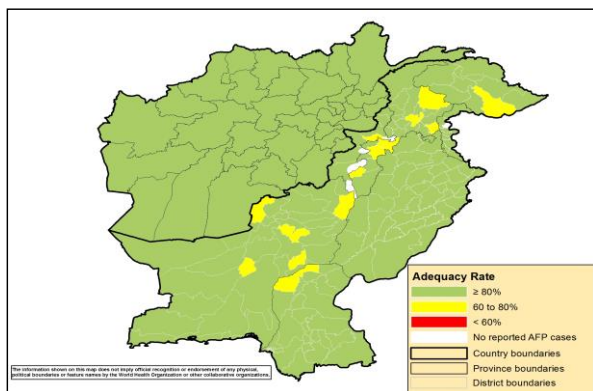 Adequacy Rate
≥ 80%
60 to 80%
< 60%
No reported AFP cases
Country boundaries
Province boundaries
District boundaries
The information shown on this map does not imply official recognition or endorsement of any physical,
political boundaries or feature names by the World Health Organization or other collaborative organizations.